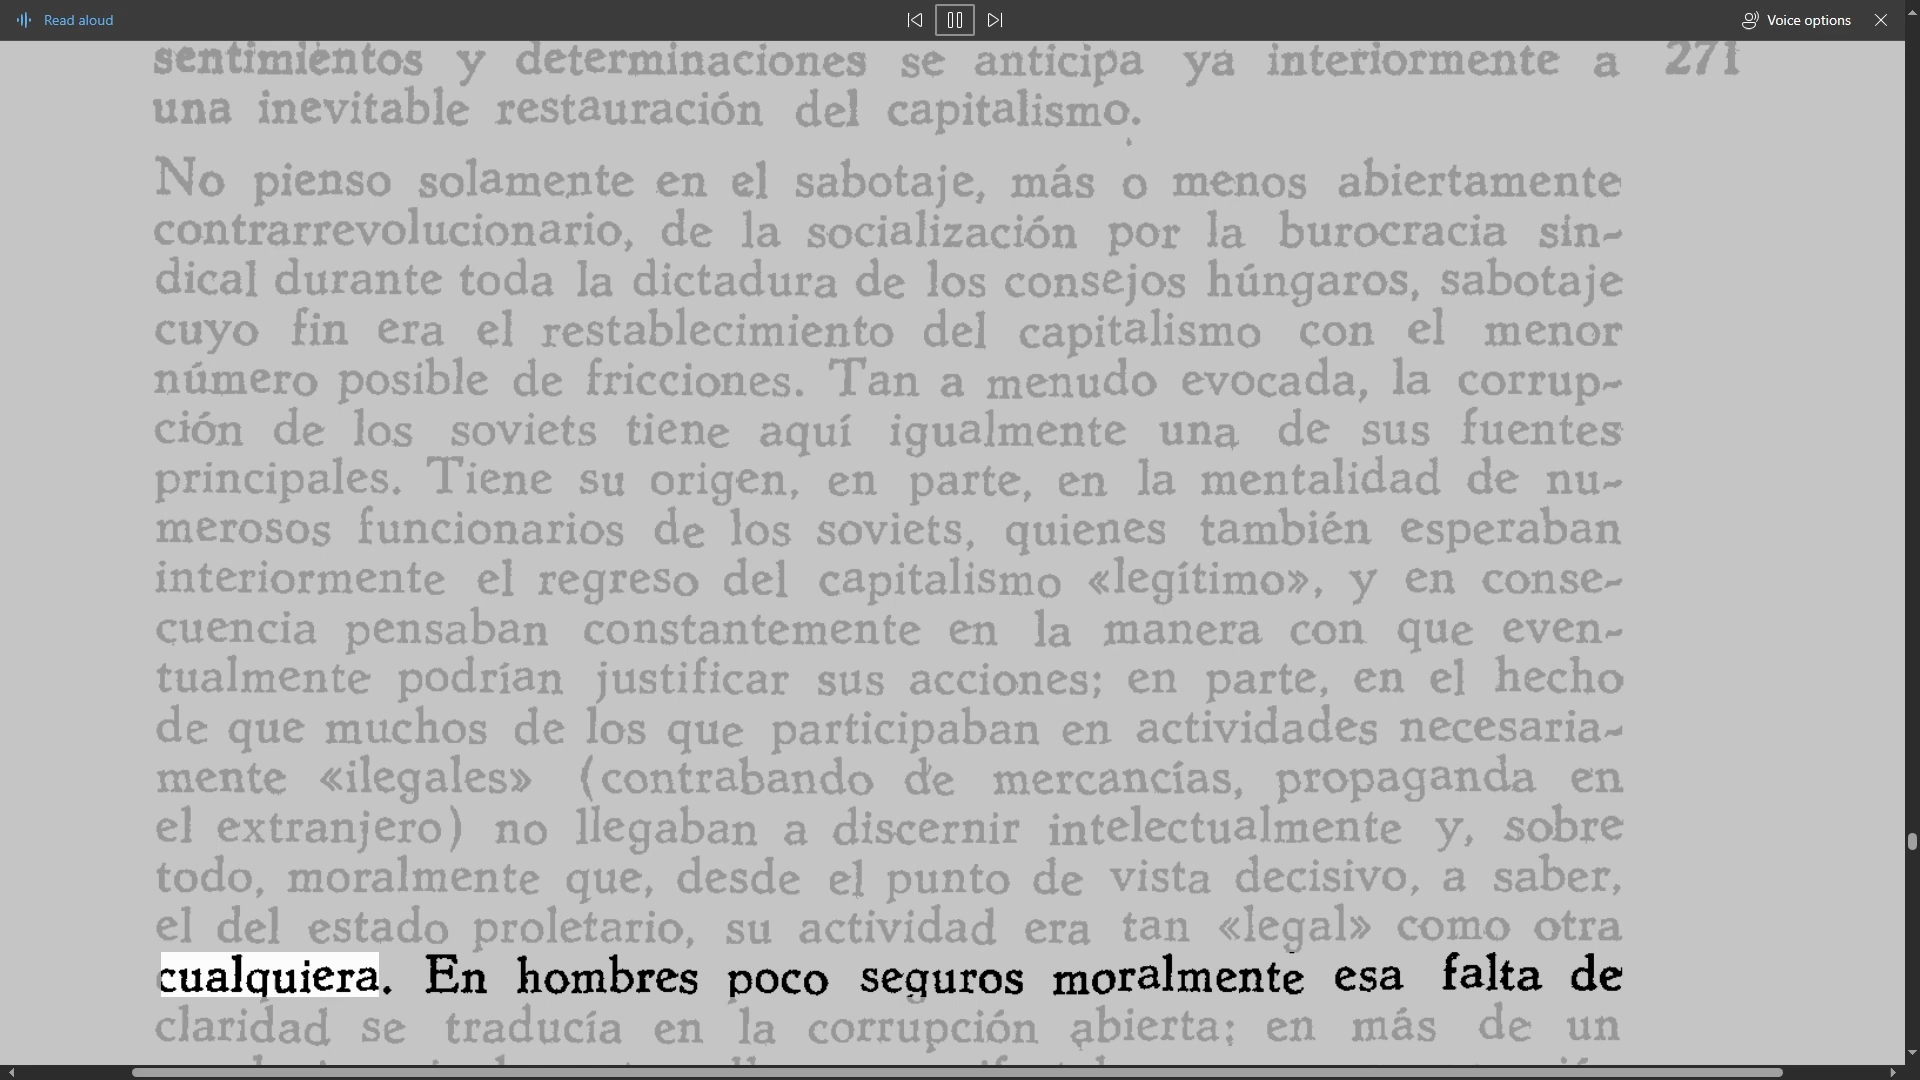 Read aloud
Voice options
sentimientos y determinaciones se anticipa ya interiormente a 271
una inevitable restauración del capitalismo.
No pienso solamente en el sabotaje, más o menos abiertamente
contrarrevolucionario, de la socialización por la burocracia sin-
dical durante toda la dictadura de los consejos húngaros, sabotaje
cuyo fin era el restablecimiento del capitalismo con el menor
número posible de fricciones. Tan a menudo evocada, la corrup-
ción de los soviets tiene aquí igualmente una de sus fuentes
principales. Tiene su origen, en parte, en la mentalidad de nu-
merosos funcionarios de los soviets, quienes también esperaban
interiormente el regreso del capitalismo «legítimo», y en conse-
cuencia pensaban constantemente en la manera con que even-
tualmente podrían justificar sus acciones; en parte, en el hecho
de que muchos de los que participaban en actividades necesaria-
mente «ilegales» (contrabando de mercancías, propaganda en
el extranjero) no llegaban a discernir intelectualmente y, sobre
todo, moralmente que, desde el punto de vista decisivo, a saber,
el del estado proletario, su actividad era tan «legal» como otra
cualquiera. En hombres poco seguros moralmente esa falta de
claridad se traducía en la corrupción abierta; en más de un